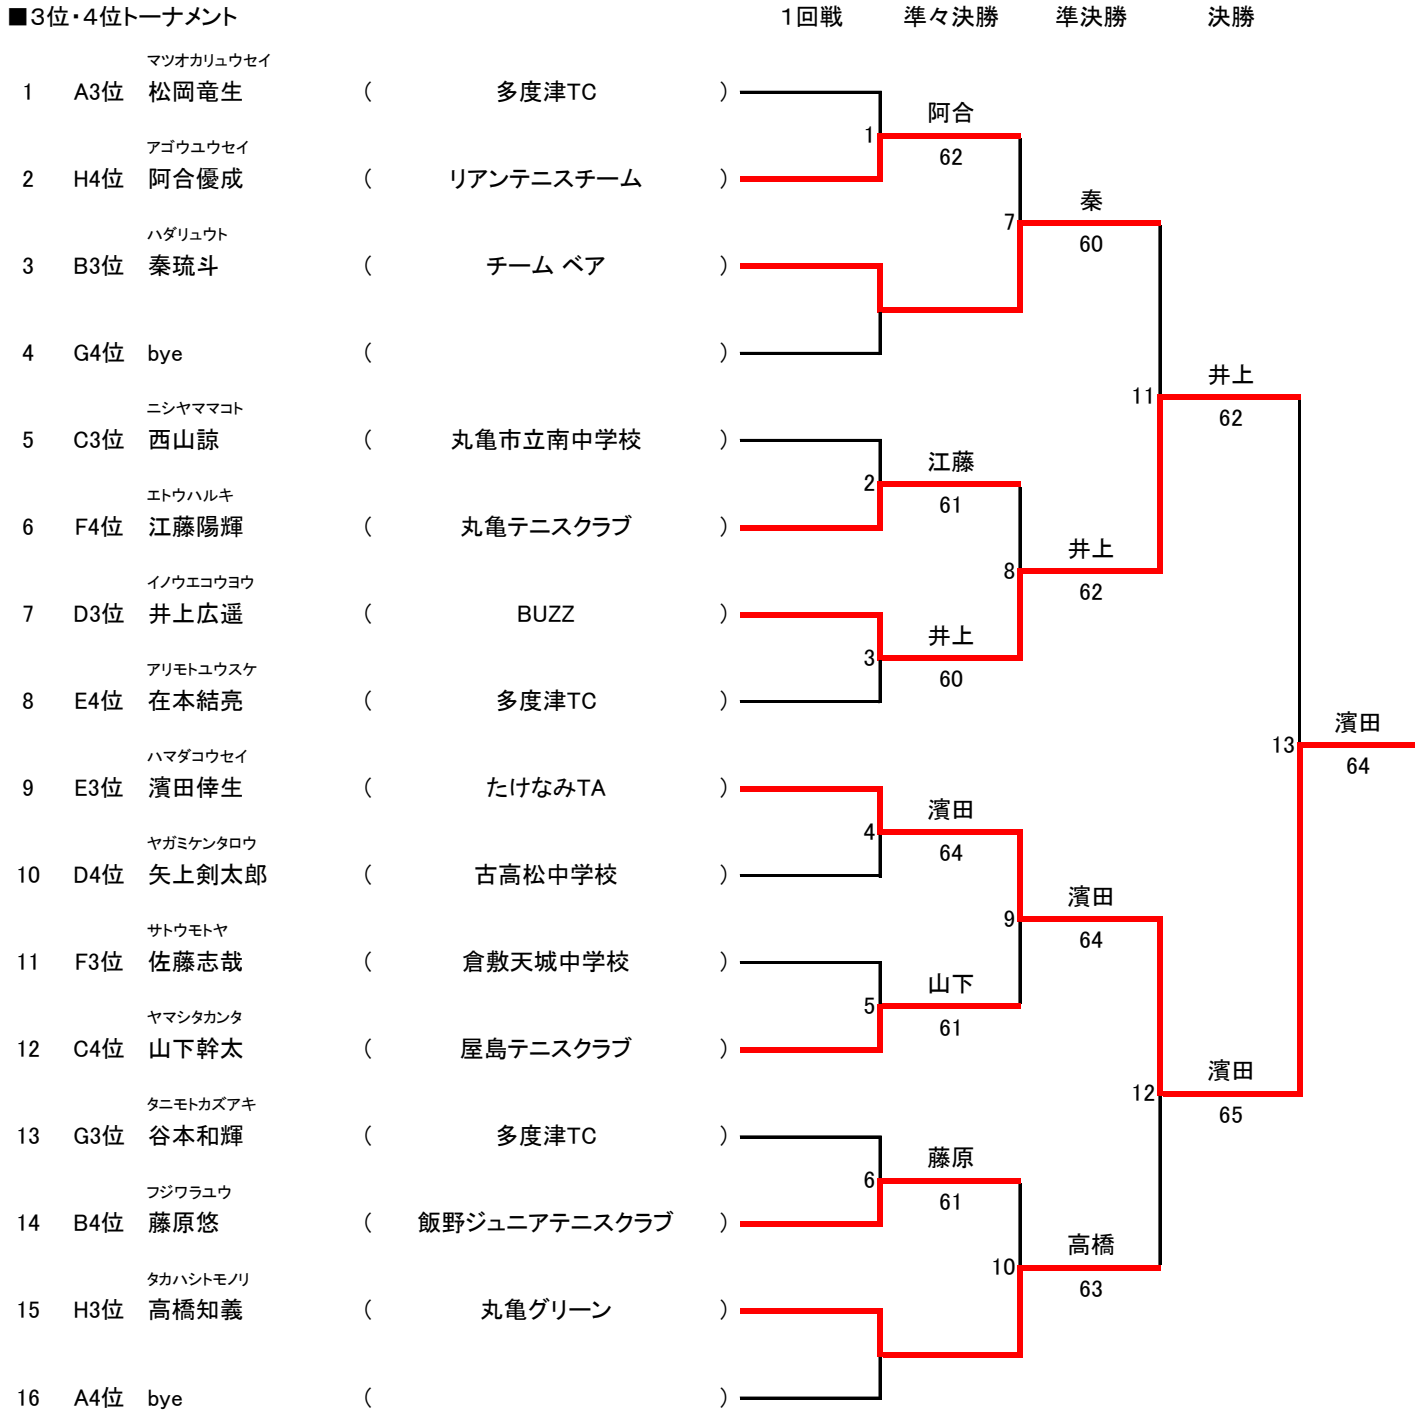 ■3位・4位トーナメント 1回戦 準々決勝 準決勝 決勝
マツオカリュウセイ
1 A3位 松岡竜生 ( 多度津TC )
阿合
1
62
アゴウユウセイ
2 H4位 阿合優成 ( リアンテニスチーム )
秦
7
60
ハダリュウト
3 B3位 秦琉斗 ( チーム ベア )
4 G4位 bye ( )
井上
11
62
ニシヤママコト
5 C3位 西山諒 ( 丸亀市立南中学校 )
江藤
2
61
エトウハルキ
6 F4位 江藤陽輝 ( 丸亀テニスクラブ )
井上
8
62
イノウエコウヨウ
7 D3位 井上広遥 ( BUZZ )
井上
3
60
アリモトユウスケ
8 E4位 在本結亮 ( 多度津TC )
濱田
13
64
ハマダコウセイ
9 E3位 濱田倖生 ( たけなみTA )
濱田
4
64
ヤガミケンタロウ
10 D4位 矢上剣太郎 ( 古高松中学校 )
濱田
9
64
サトウモトヤ
11 F3位 佐藤志哉 ( 倉敷天城中学校 )
山下
5
61
ヤマシタカンタ
12 C4位 山下幹太 ( 屋島テニスクラブ )
濱田
12
65
タニモトカズアキ
13 G3位 谷本和輝 ( 多度津TC )
藤原
6
61
フジワラユウ
14 B4位 藤原悠 ( 飯野ジュニアテニスクラブ )
高橋
10
63
タカハシトモノリ
15 H3位 高橋知義 ( 丸亀グリーン )
16 A4位 bye ( )